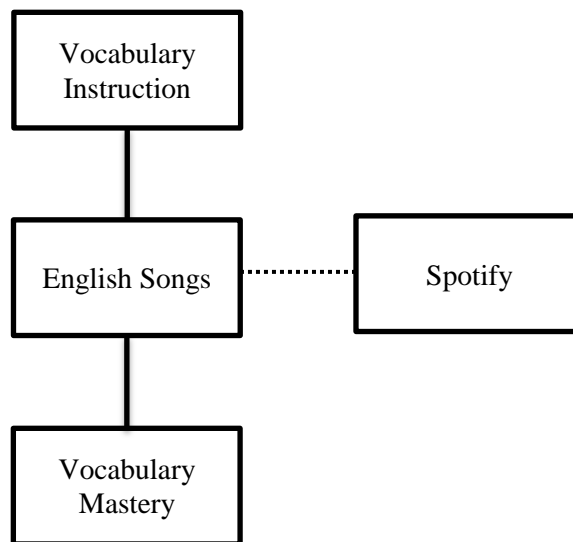 Vocabulary
Instruction
English Songs
Spotify
Vocabulary
Mastery